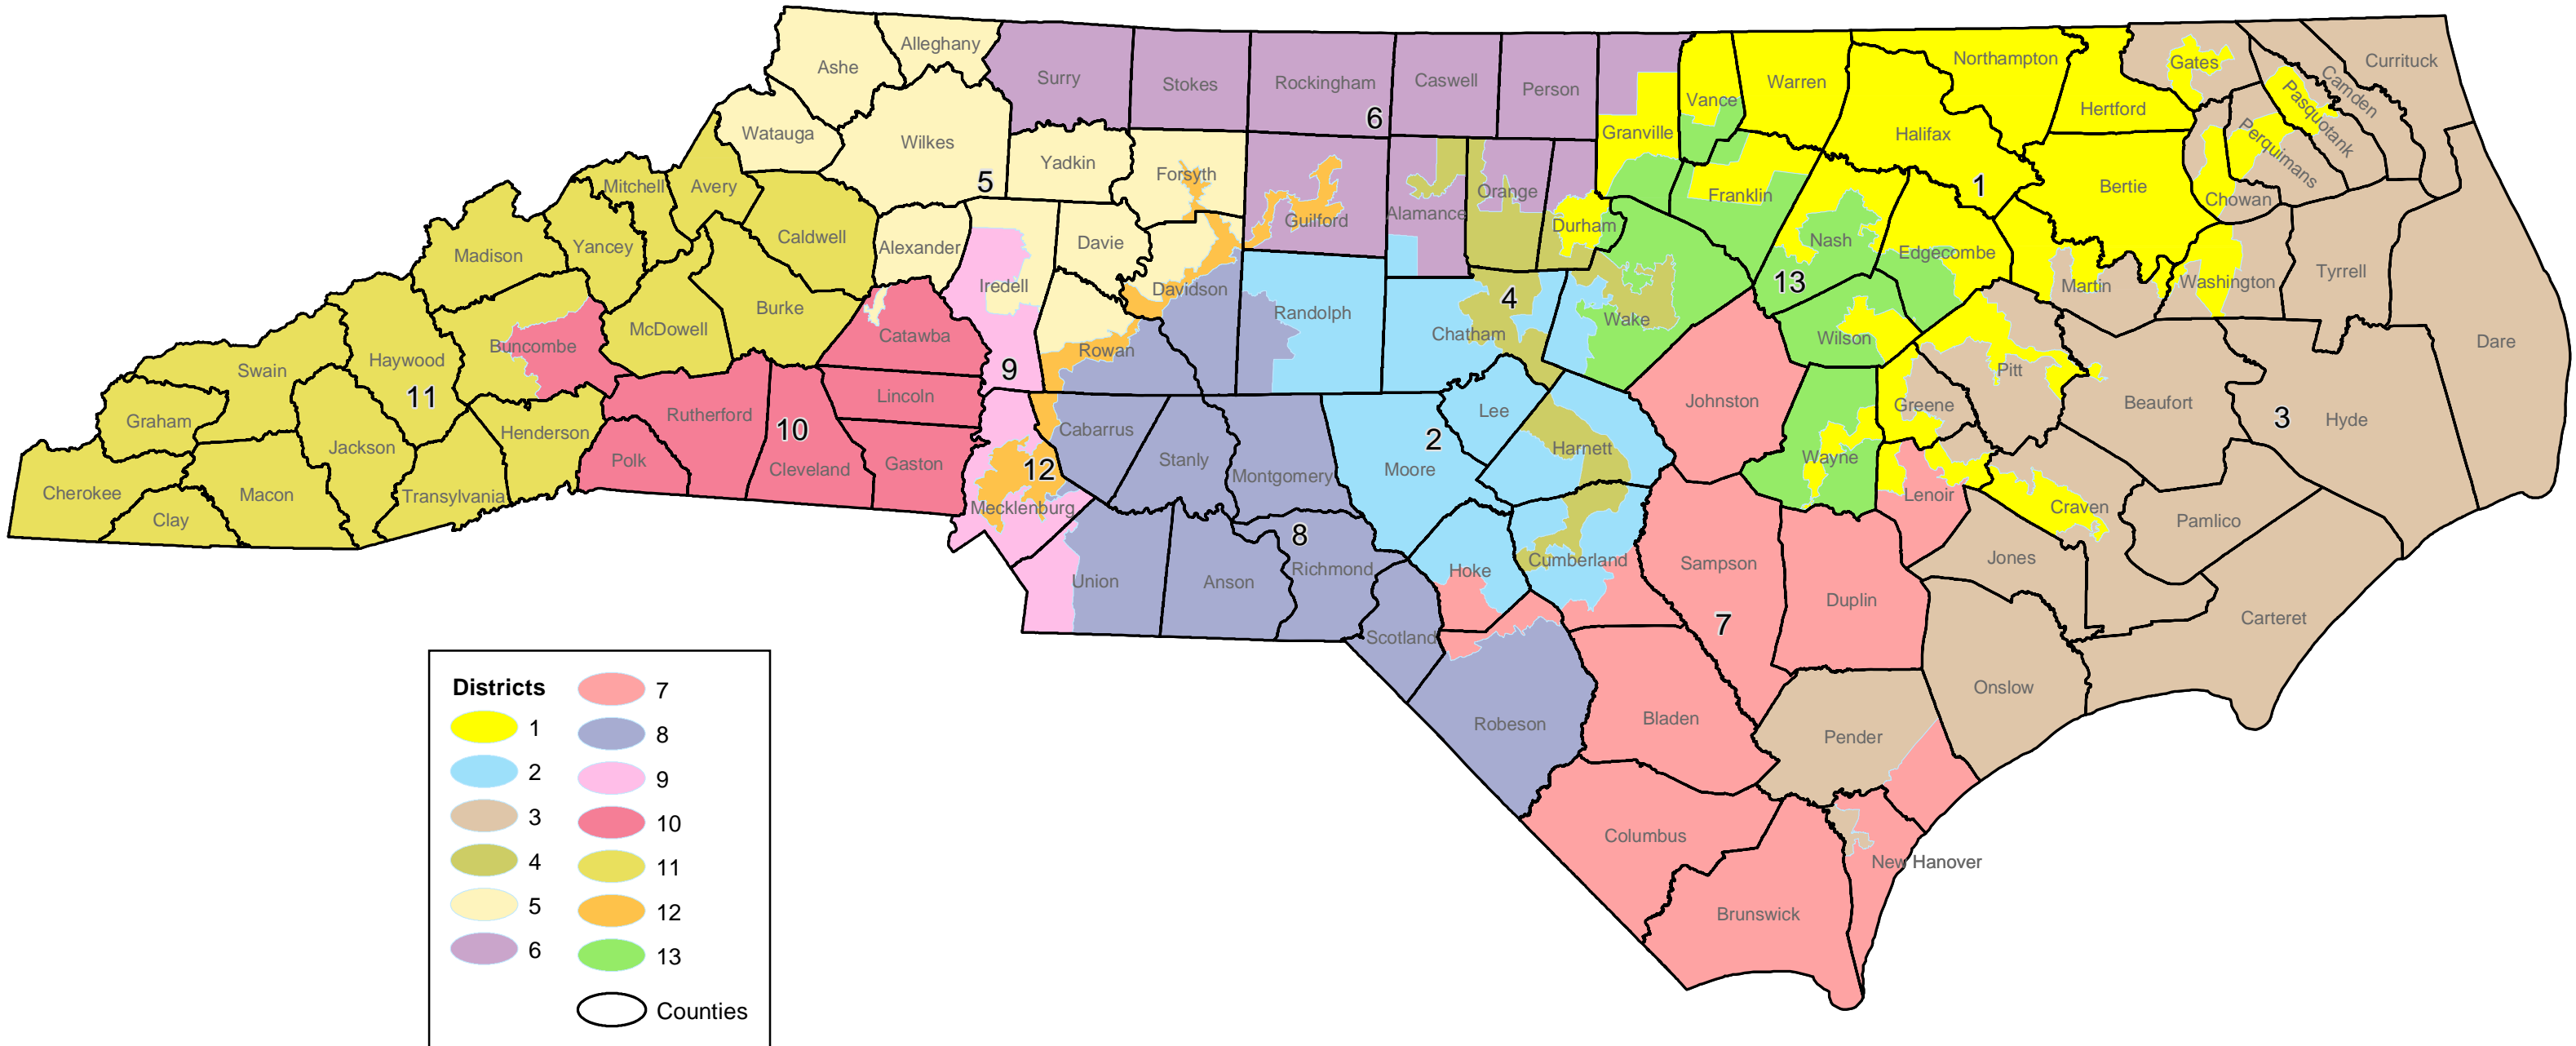 Ashe
Alleghany
Surry
Stokes
Rockingham
Caswell
Person
Granville
Vance
Warren
Northampton
Hertford
Gates
Pasquotank
Camden
Currituck
6
Watauga
Wilkes
Yadkin
Forsyth
Guilford
Alamance
Orange
Durham
Franklin
Halifax
1
Bertie
Perquimans
Chowan
5
Mitchell
Avery
Madison
Yancey
Caldwell
Alexander
Iredell
Davie
Davidson
Randolph
Chatham
4
Wake
13
Nash
Edgecombe
Martin
Washington
Tyrrell
Dare
Swain
Haywood
11
Buncombe
McDowell
Burke
Catawba
9
Rowan
Wilson
Pitt
Greene
Beaufort
3
Hyde
Graham
Jackson
Henderson
Rutherford
Lincoln
10
Cleveland
Gaston
Polk
Cabarrus
Stanly
Montgomery
2
Moore
Lee
Harnett
Johnston
Wayne
Lenoir
Craven
Pamlico
Cherokee
Clay
Macon
Transylvania
12
Mecklenburg
8
Union
Anson
Richmond
Scotland
Hoke
Cumberland
Sampson
7
Duplin
Jones
Carteret
Onslow
Robeson
Bladen
Pender
Columbus
New Hanover
Brunswick
Districts
1
2
3
4
5
6
7
8
9
10
11
12
13
Counties